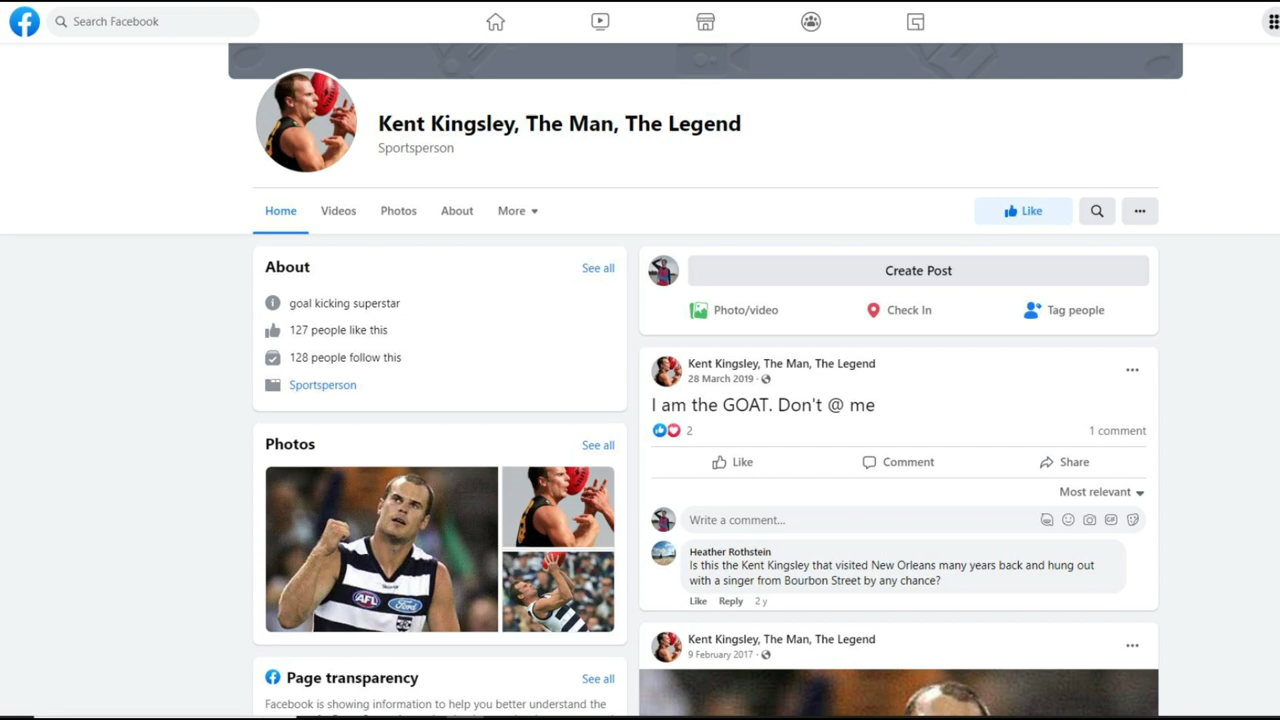 Search Facebook
Kent Kingsley, The Man, The Legend
Sportsperson
Home
Videos
Photos
About
More
Like
About
See all
goal kicking superstar
127 people like this
128 people follow this
Sportsperson
Photos
See all
AFL
Ford
Page transparency
See all
Facebook is showing information to help you better understand the
Create Post
Photo/video
Check In
Tag people
Kent Kingsley, The Man, The Legend
28 March 2019 ·
I am the GOAT. Don't @ me
2
1 comment
Like
Comment
Share
Most relevant
Write a comment...
GIF
Heather Rothstein
Is this the Kent Kingsley that visited New Orleans many years back and hung out
with a singer from Bourbon Street by any chance?
Like Reply 2 y
Kent Kingsley, The Man, The Legend
9 February 2017 ·